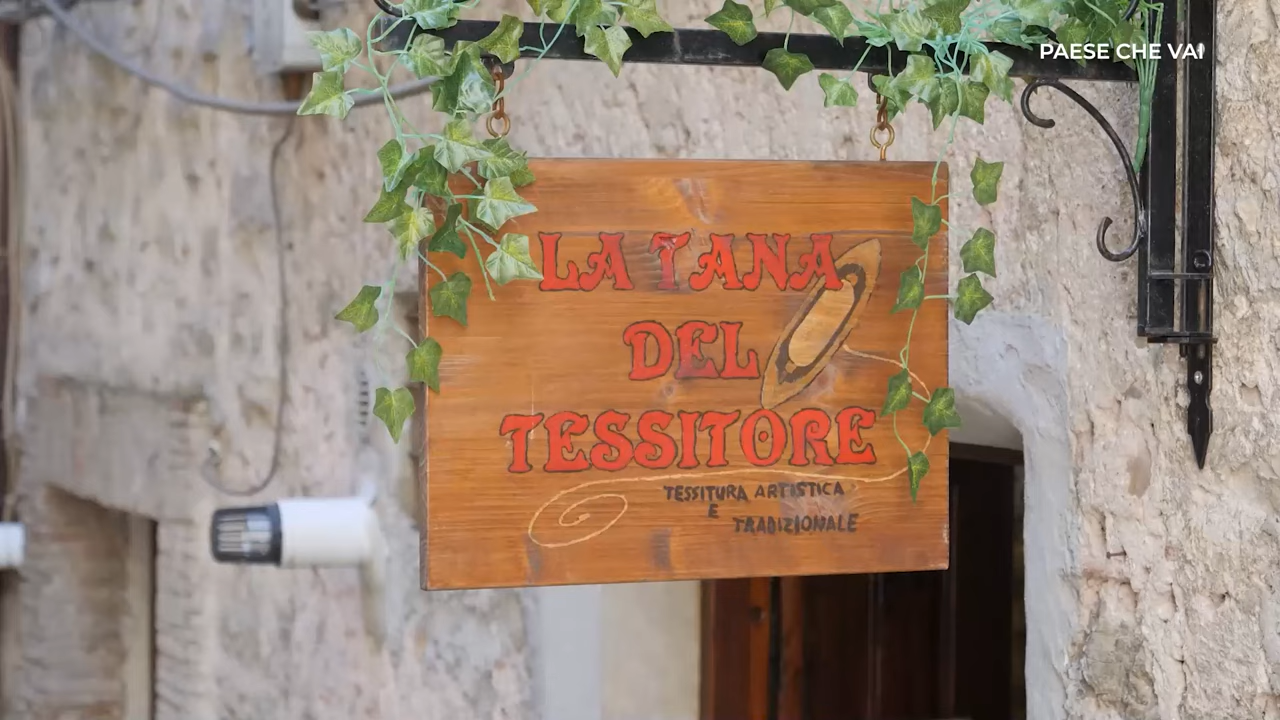 PAESE CHE VAI
LA TANA
DEL
TESSITORE
TESSITURA ARTISTICA
E
TRADIZIONALE